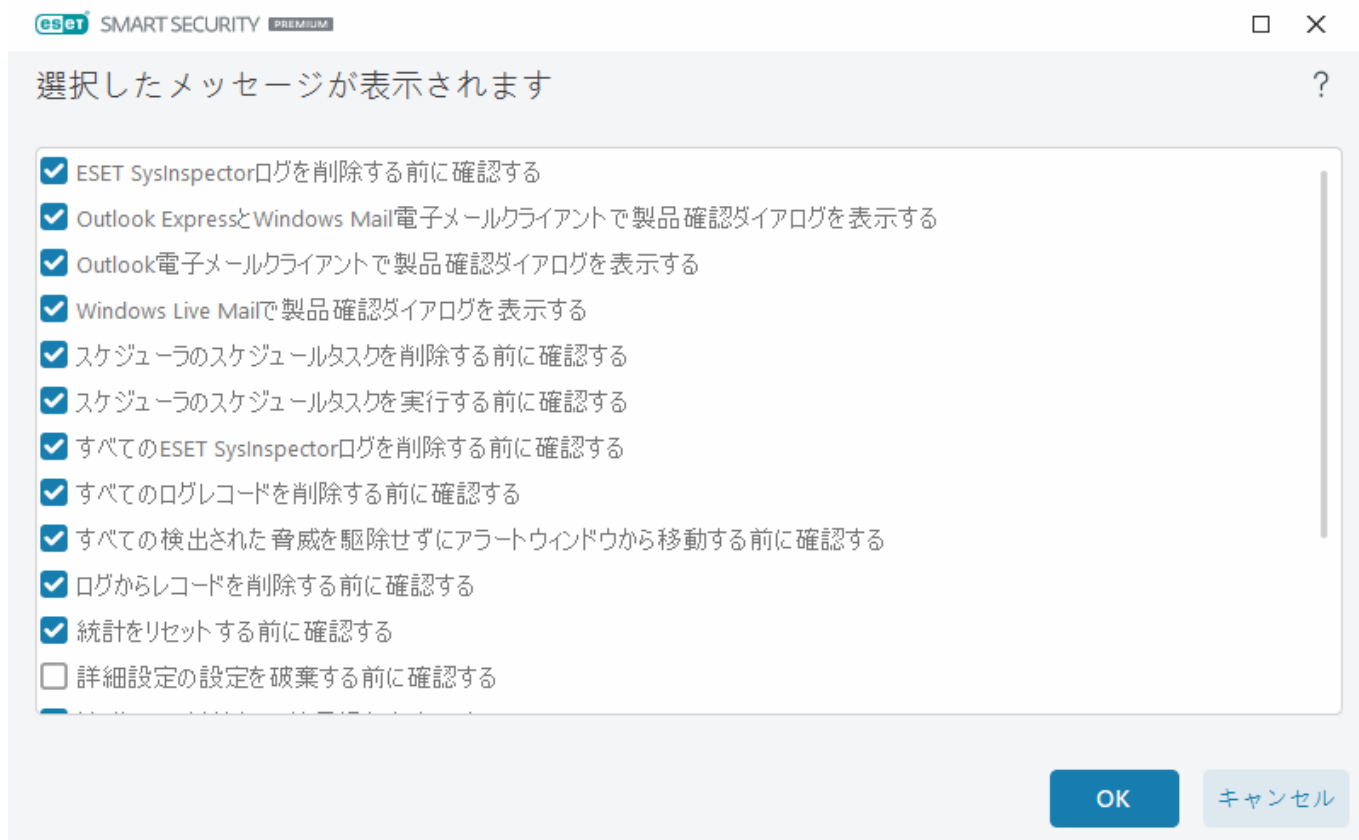 eset SMART SECURITY PREMIUM
選択したメッセージが表示されます
?
ESET SysInspectorログを削除する前に確認する
Outlook ExpressとWindows Mail電子メールクライアントで製品確認ダイアログを表示する
Outlook電子メールクライアントで製品確認ダイアログを表示する
Windows Live Mailで製品確認ダイアログを表示する
スケジューラのスケジュールタスクを削除する前に確認する
スケジューラのスケジュールタスクを実行する前に確認する
すべてのESET SysInspectorログを削除する前に確認する
すべてのログレコードを削除する前に確認する
すべての検出された脅威を駆除せずにアラートウィンドウから移動する前に確認する
ログからレコードを削除する前に確認する
統計をリセットする前に確認する
詳細設定の設定を破棄する前に確認する
OK
キャンセル